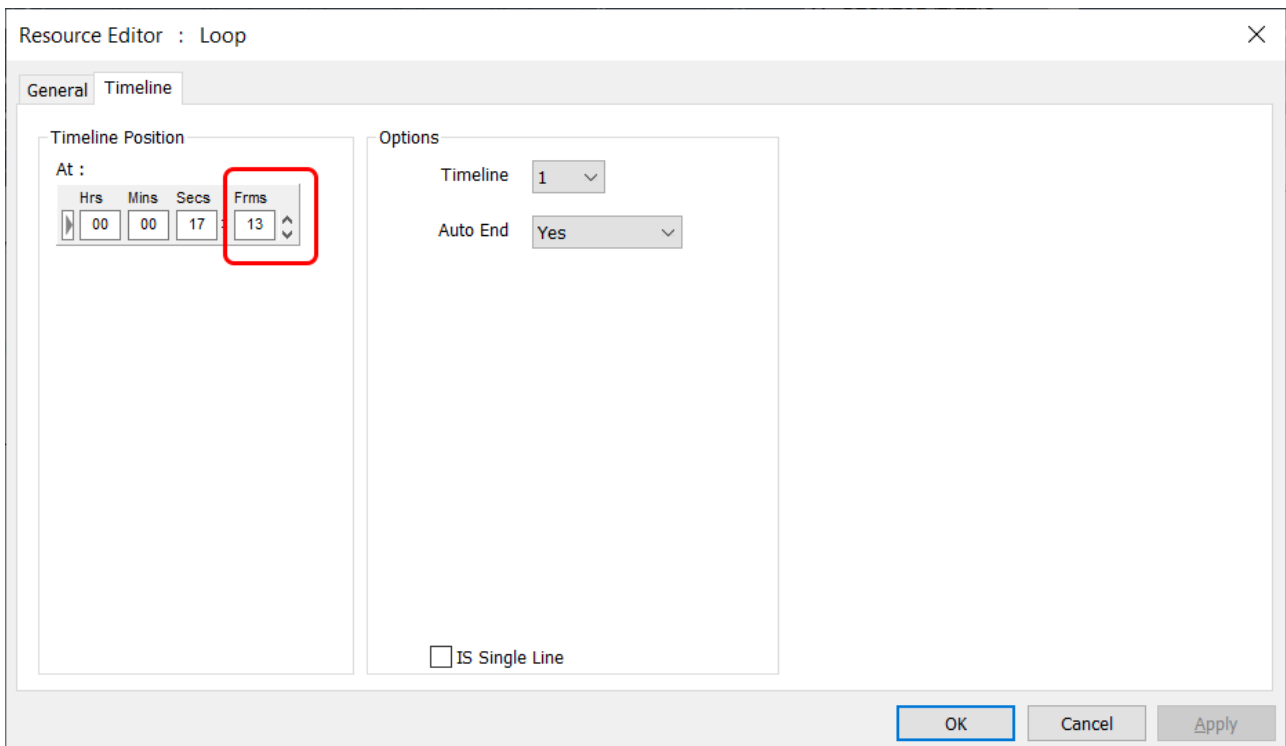 Resource Editor : Loop
General Timeline
Timeline Position
At :
Hrs Mins Secs Frms
00 00 17 : 13
Options
Timeline 1
Auto End Yes
IS Single Line
OK Cancel Apply